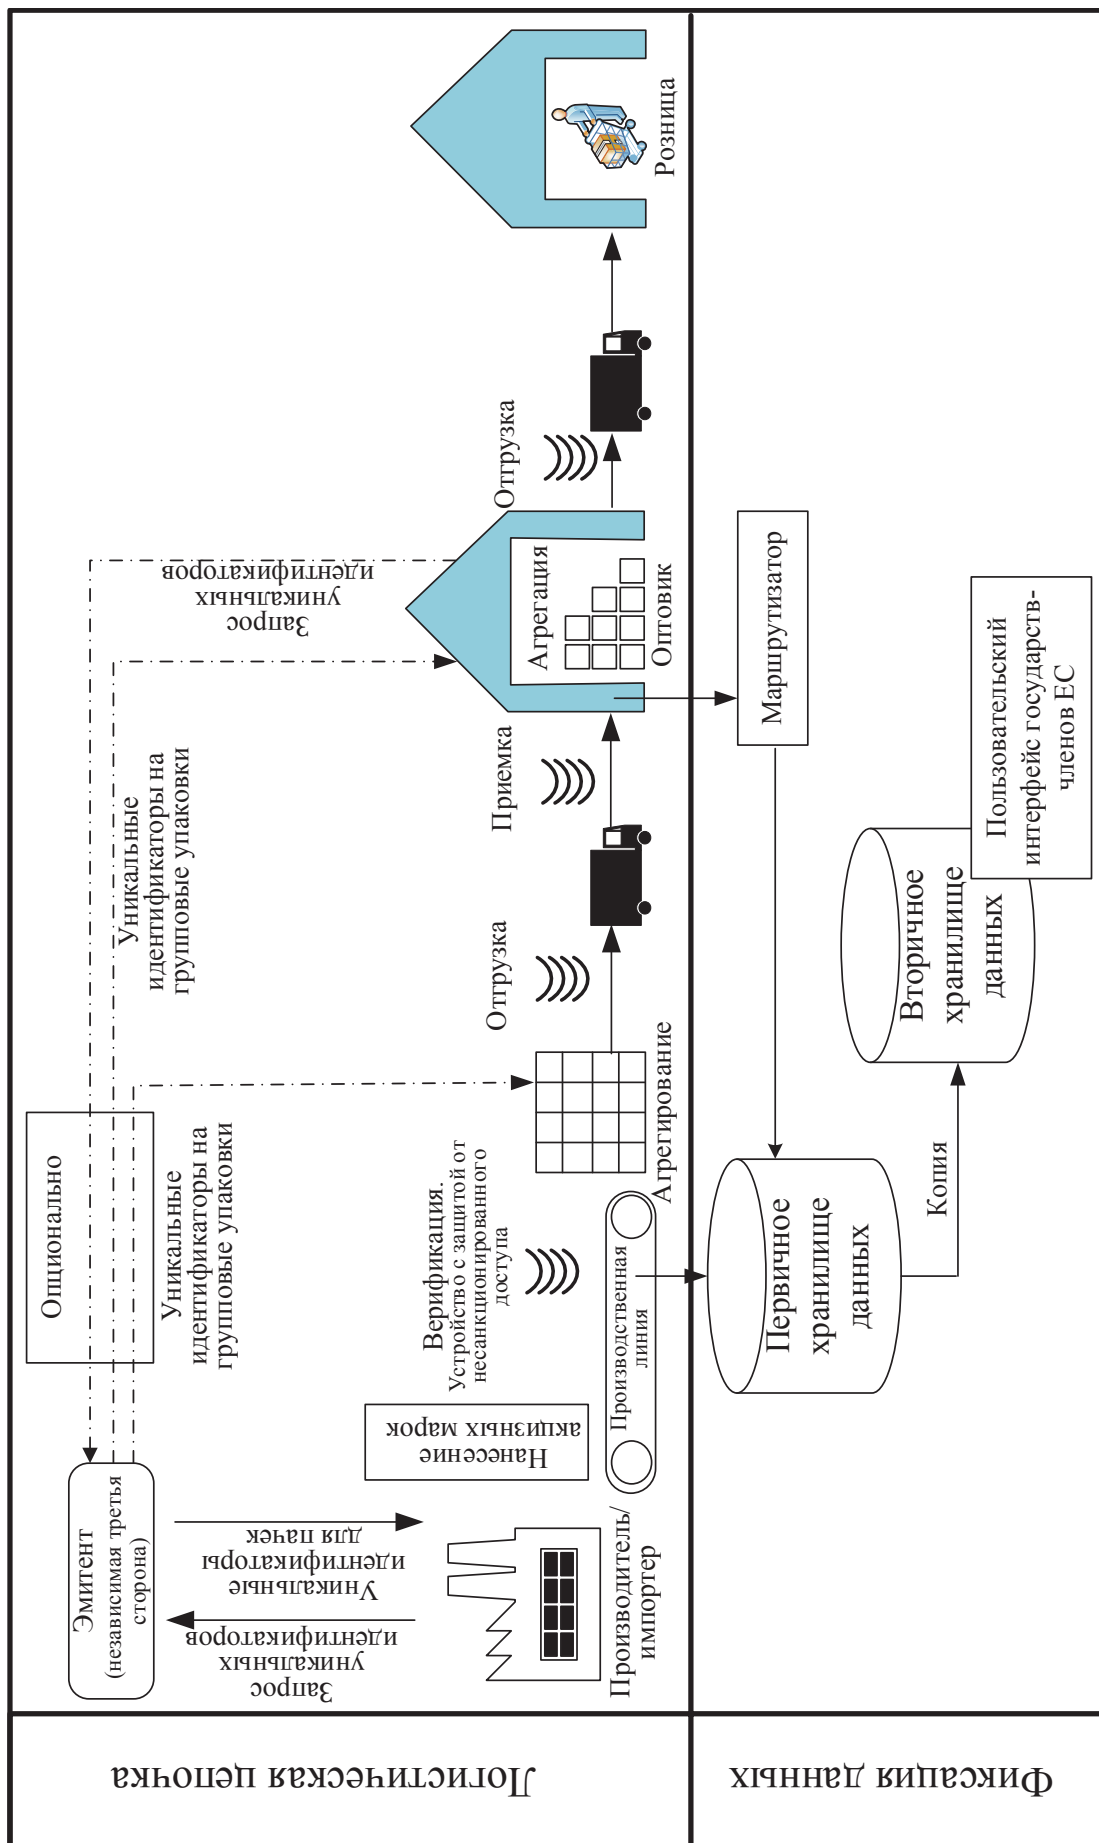 Логистическая цепочка
Эмитент
(независимая третья
сторона)
Опционально
Запрос
уникальных
идентификаторов
Уникальные
идентификаторы
для пачек
Уникальные
идентификаторы на
групповые упаковки
Уникальные
идентификаторы на
групповые упаковки
Запрос
уникальных
идентификаторов
Производитель/
импортер
Нанесение
акцизных марок
Верификация.
Устройство с защитой от
несанкционированного
доступа
Производственная
линия
Агрегирование
Отгрузка
Приемка
Агрегация
Оптовик
Отгрузка
Розница
Фиксация данных
Первичное
хранилище
данных
Копия
Вторичное
хранилище
данных
Маршрутизатор
Пользовательский
интерфейс государств-
членов ЕС